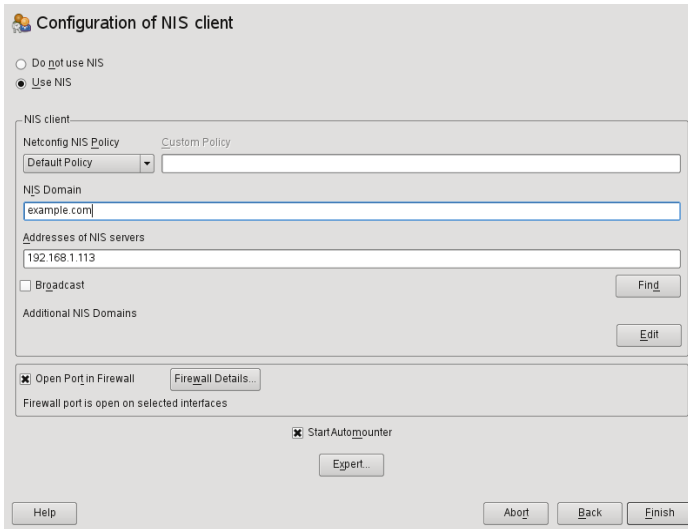 Configuration of NIS client
Do not use NIS
Use NIS
NIS client
Netconfig NIS Policy Custom Policy
Default Policy
NIS Domain
example.com
Addresses of NIS servers
192.168.1.113
Broadcast Find
Additional NIS Domains
Edit
Open Port in Firewall Firewall Details...
Firewall port is open on selected interfaces
Start Automounter
Expert...
Help Abort Back Finish